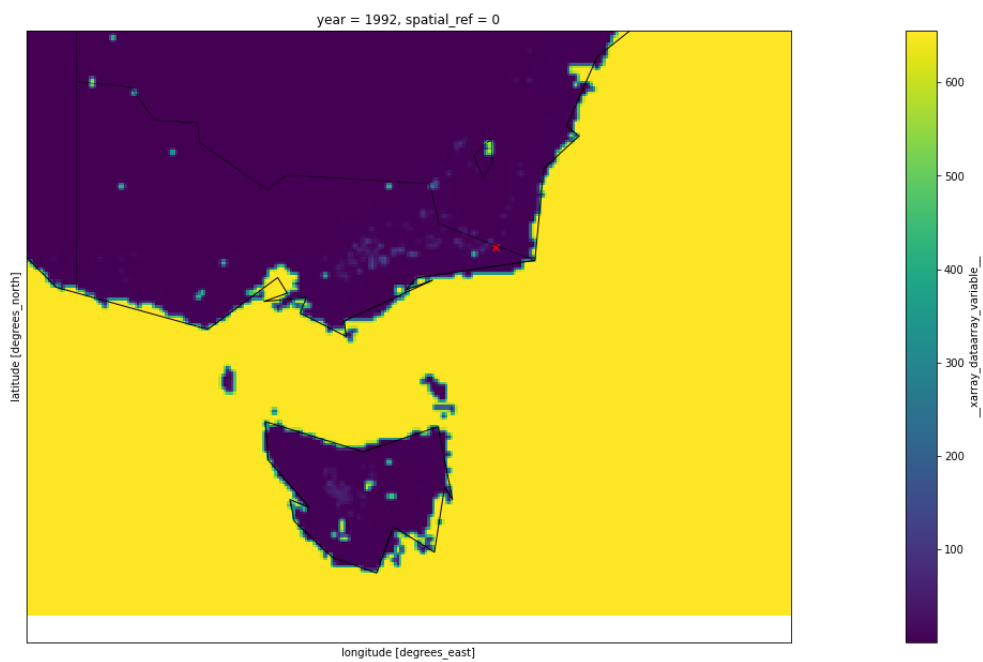 year = 1992, spatial_ref = 0
latitude [degrees_north]
longitude [degrees_east]
600
500
400
300
200
100
__xarray_dataarray_variable__